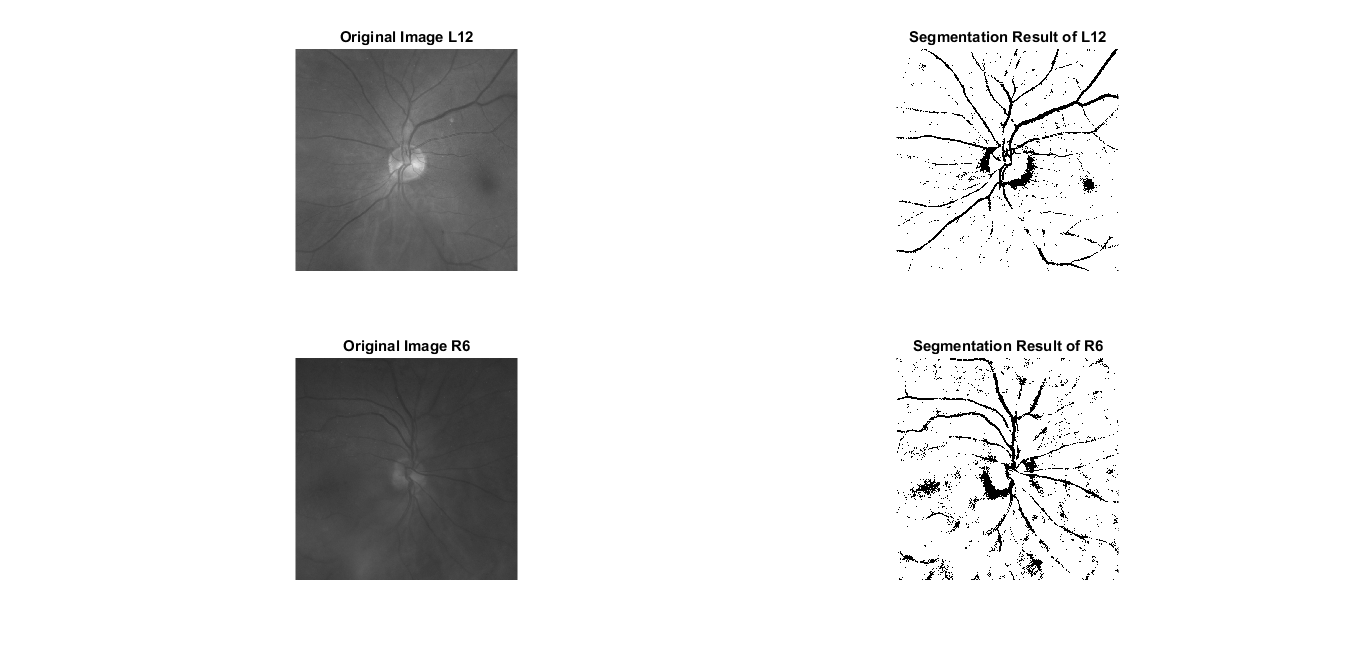 Original Image L12
Segmentation Result of L12
Original Image R6
Segmentation Result of R6